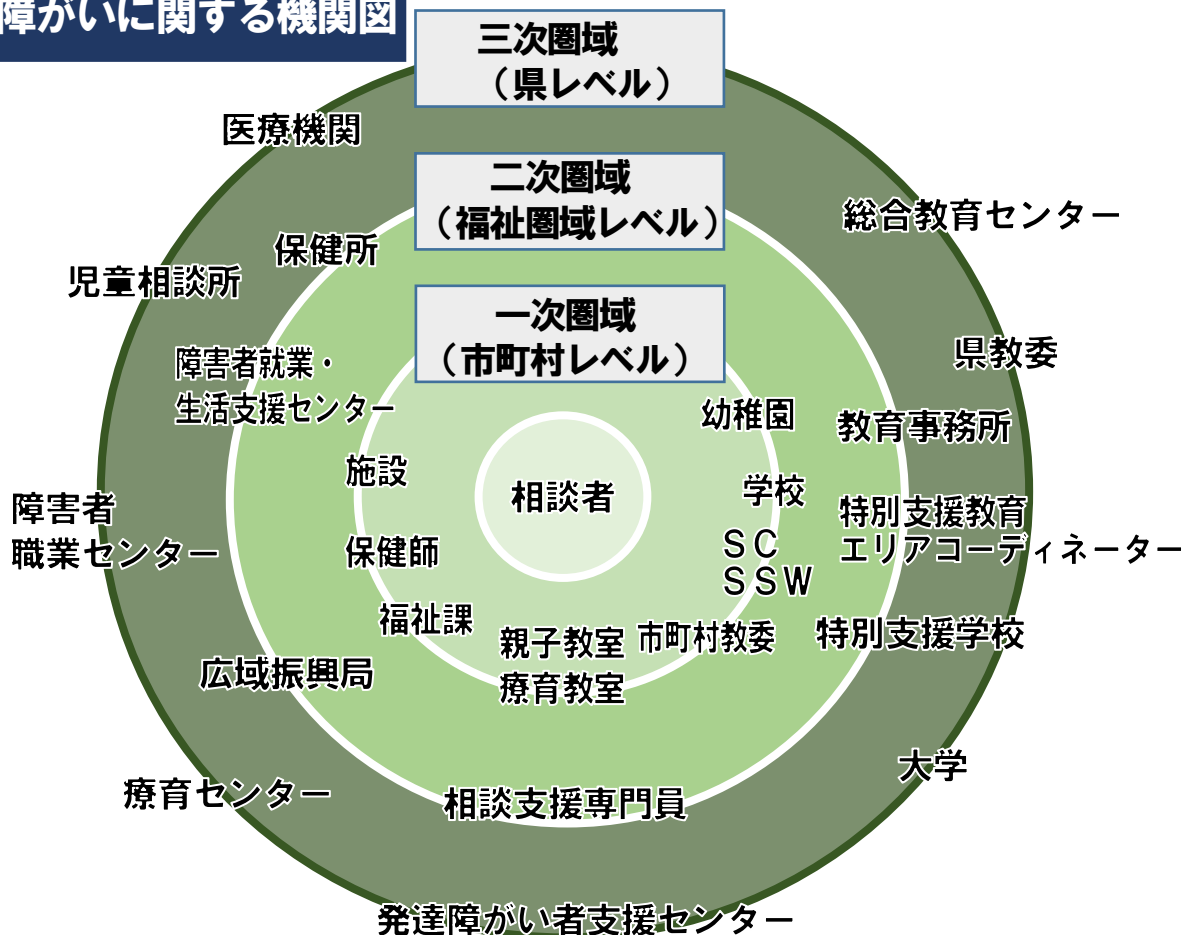 障がいに関する機関図
三次圏域
（県レベル）
医療機関
二次圏域
（福祉圏域レベル）
総合教育センター
保健所
児童相談所
一次圏域
（市町村レベル）
障害者就業・
生活支援センター
県教委
幼稚園
教育事務所
施設
相談者
学校
障害者
職業センター
特別支援教育
エリアコーディネーター
保健師
ＳＣ
ＳＳＷ
福祉課
親子教室
療育教室
市町村教委
特別支援学校
広域振興局
大学
療育センター
相談支援専門員
発達障がい者支援センター